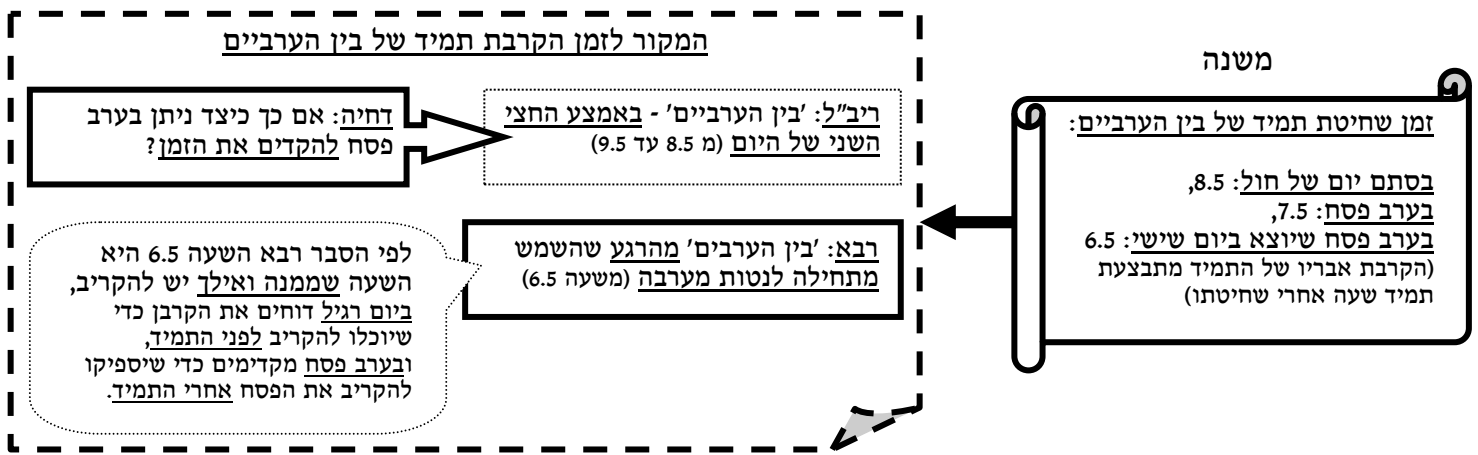 משנה
זמן שחיטת תמיד של בין הערביים:
בסתם יום של חול: 8.5,
בערב פסח: 7.5,
בערב פסח שיוצא ביום שישי: 6.5
(הקרבת אבריו של התמיד מתבצעת
תמיד שעה אחרי שחיטתו)
המקור לזמן הקרבת תמיד של בין הערביים
ריב"ל: 'בין הערביים' - באמצע החצי
השני של היום (מ 8.5 עד 9.5)
דחיה: אם כך כיצד ניתן בערב
פסח להקדים את הזמן?
רבא: 'בין הערבים' מהרגע שהשמש
מתחילה לנטות מערבה (משעה 6.5)
לפי הסבר רבא השעה 6.5 היא
השעה שממנה ואילך יש להקריב,
ביום רגיל דוחים את הקרבן כדי
שיוכלו להקריב לפני התמיד,
ובערב פסח מקדימים כדי שיספיקו
להקריב את הפסח אחרי התמיד.